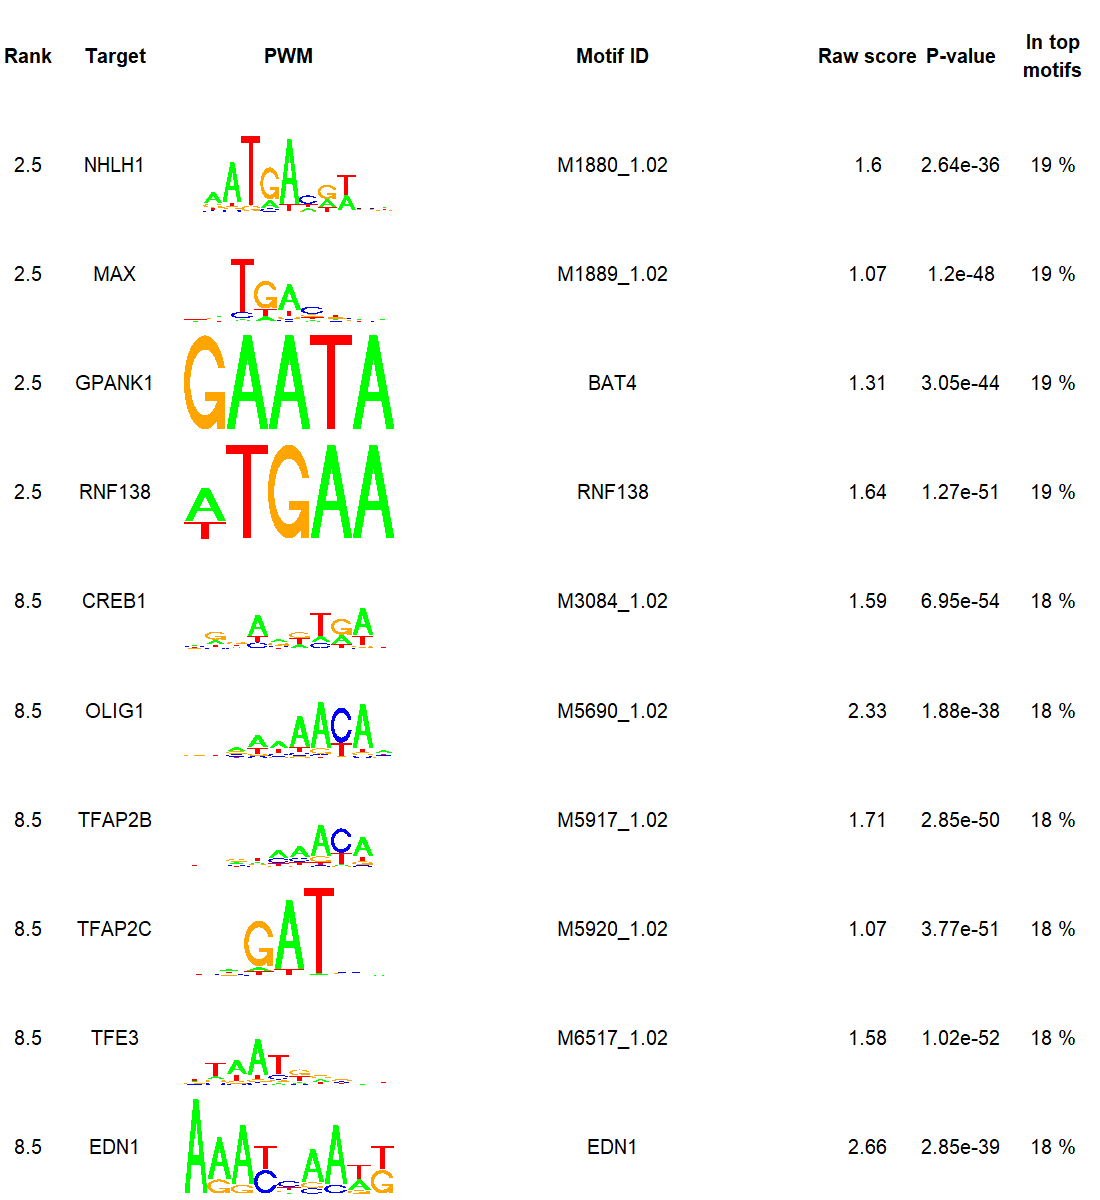 Rank Target PWM Motif ID Raw score P-value In top motifs
2.5 NHLH1 M1880_1.02 1.6 2.64e-36 19 %
2.5 MAX M1889_1.02 1.07 1.2e-48 19 %
2.5 GPANK1 GAATA BAT4 1.31 3.05e-44 19 %
2.5 RNF138 ATGAA RNF138 1.64 1.27e-51 19 %
8.5 CREB1 M3084_1.02 1.59 6.95e-54 18 %
8.5 OLIG1 M5690_1.02 2.33 1.88e-38 18 %
8.5 TFAP2B M5917_1.02 1.71 2.85e-50 18 %
8.5 TFAP2C GAT M5920_1.02 1.07 3.77e-51 18 %
8.5 TFE3 M6517_1.02 1.58 1.02e-52 18 %
8.5 EDN1 EDN1 2.66 2.85e-39 18 %